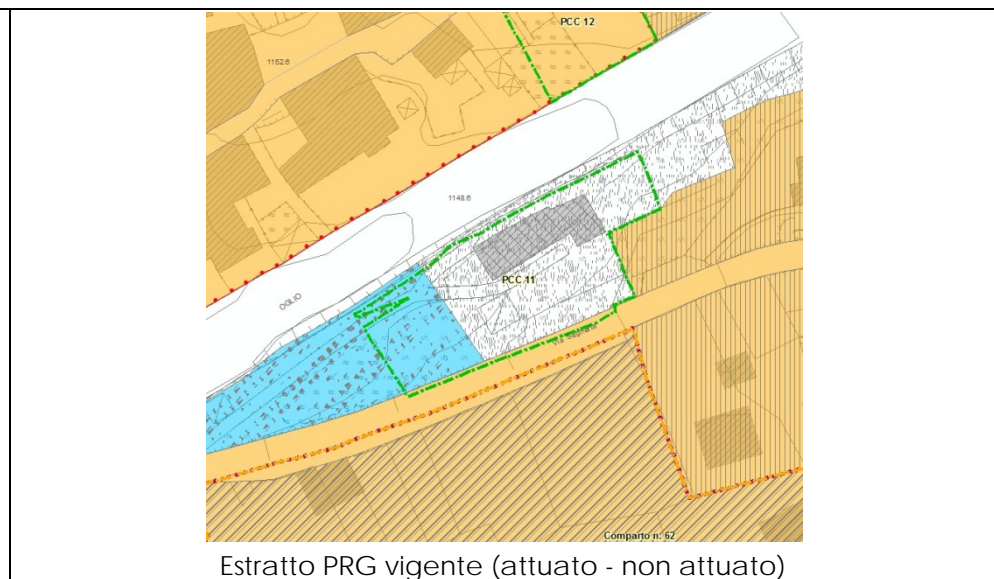 PCC 12
1152.6
1148.6
PCC 11
OGLIO
Comparto n. 62
Estratto PRG vigente (attuato - non attuato)